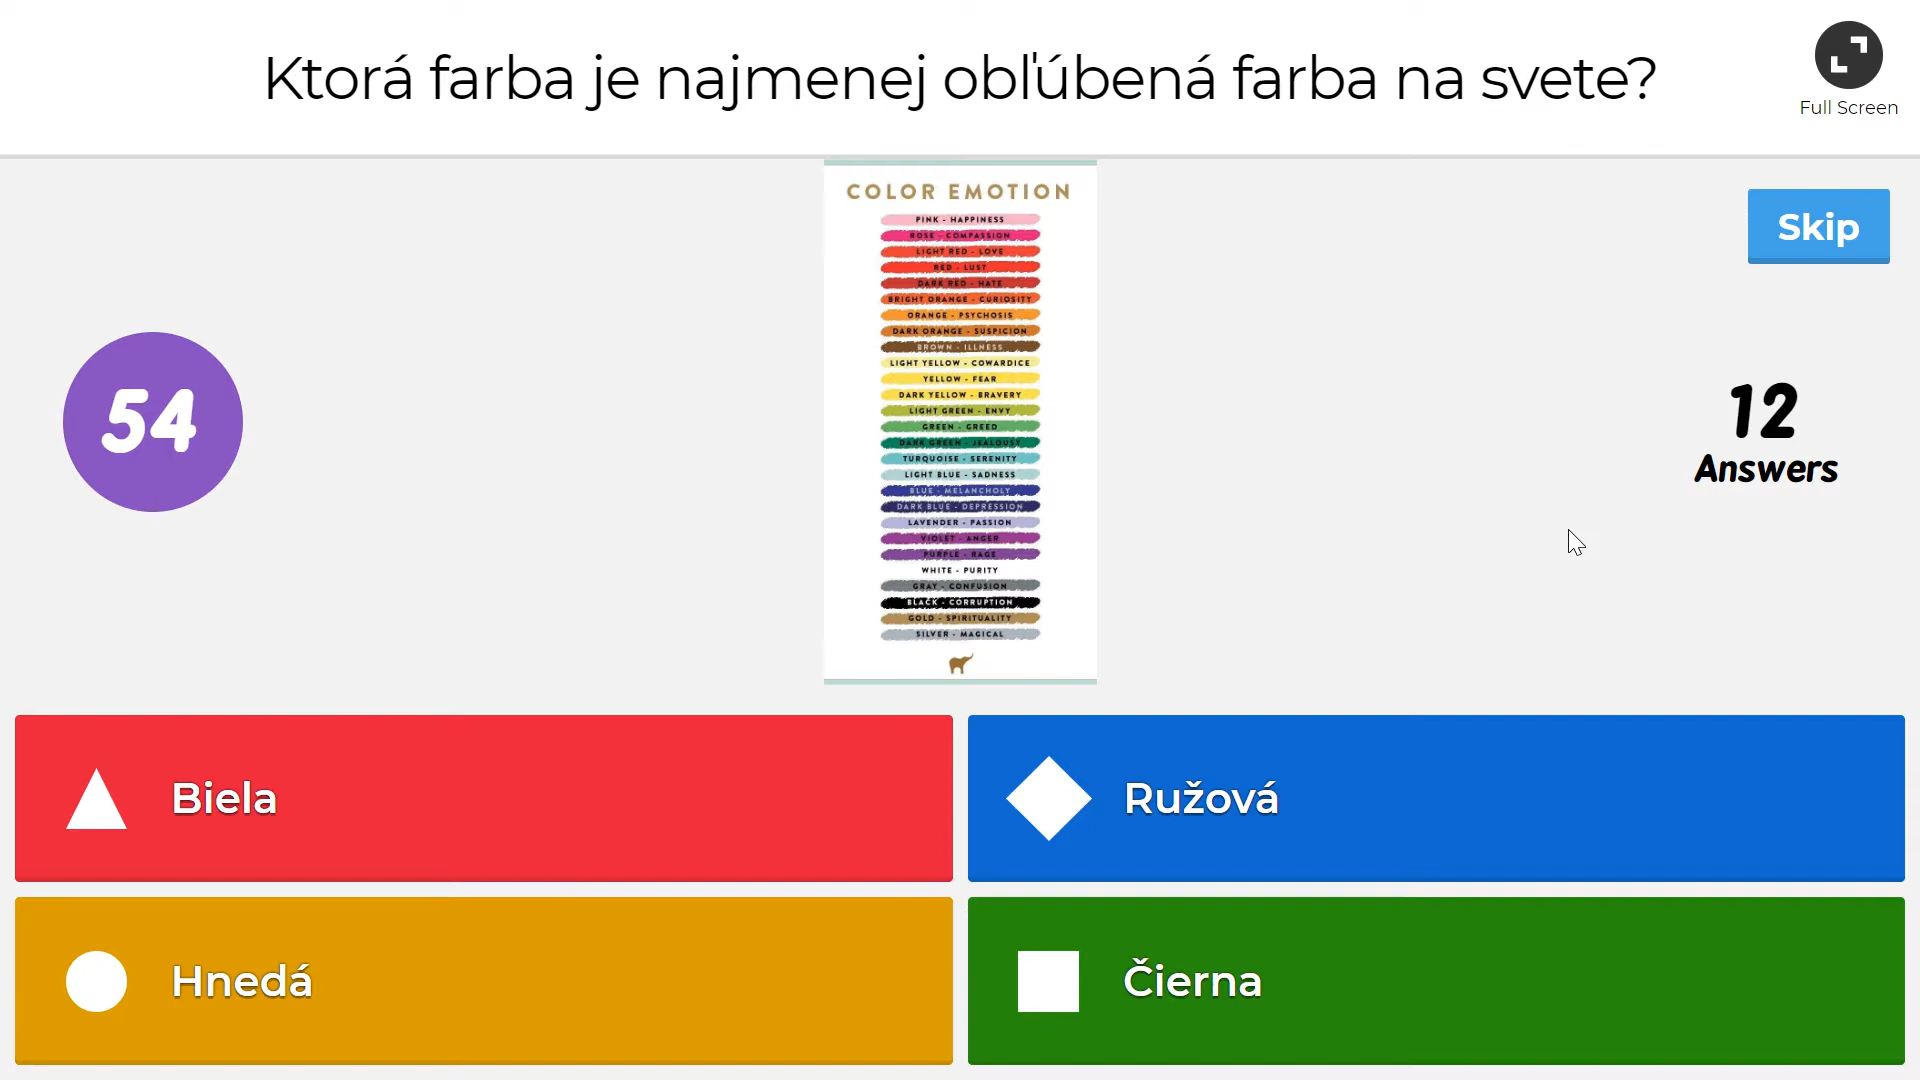 Ktorá farba je najmenej obľúbená farba na svete?
Full Screen
COLOR EMOTION
PINK - HAPPINESS
ROSE - COMPASSION
LIGHT RED - LOVE
RED - LUST
DARK RED - HATE
BRIGHT ORANGE - CURIOSITY
ORANGE - PSYCHOSIS
DARK ORANGE - SUSPICION
BROWN - ILLNESS
LIGHT YELLOW - COWARDICE
YELLOW - FEAR
DARK YELLOW - BRAVERY
LIGHT GREEN - ENVY
GREEN - GREED
DARK GREEN - JEALOUSY
TURQUOISE - SERENITY
LIGHT BLUE - SADNESS
BLUE - MELANCHOLY
DARK BLUE - DEPRESSION
LAVENDER - PASSION
VIOLET - ANGER
PURPLE - RAGE
WHITE - PURITY
GRAY - CONFUSION
BLACK - CORRUPTION
GOLD - SPIRITUALITY
SILVER - MAGICAL
Skip
54
12
Answers
Biela
Ružová
Hnedá
Čierna